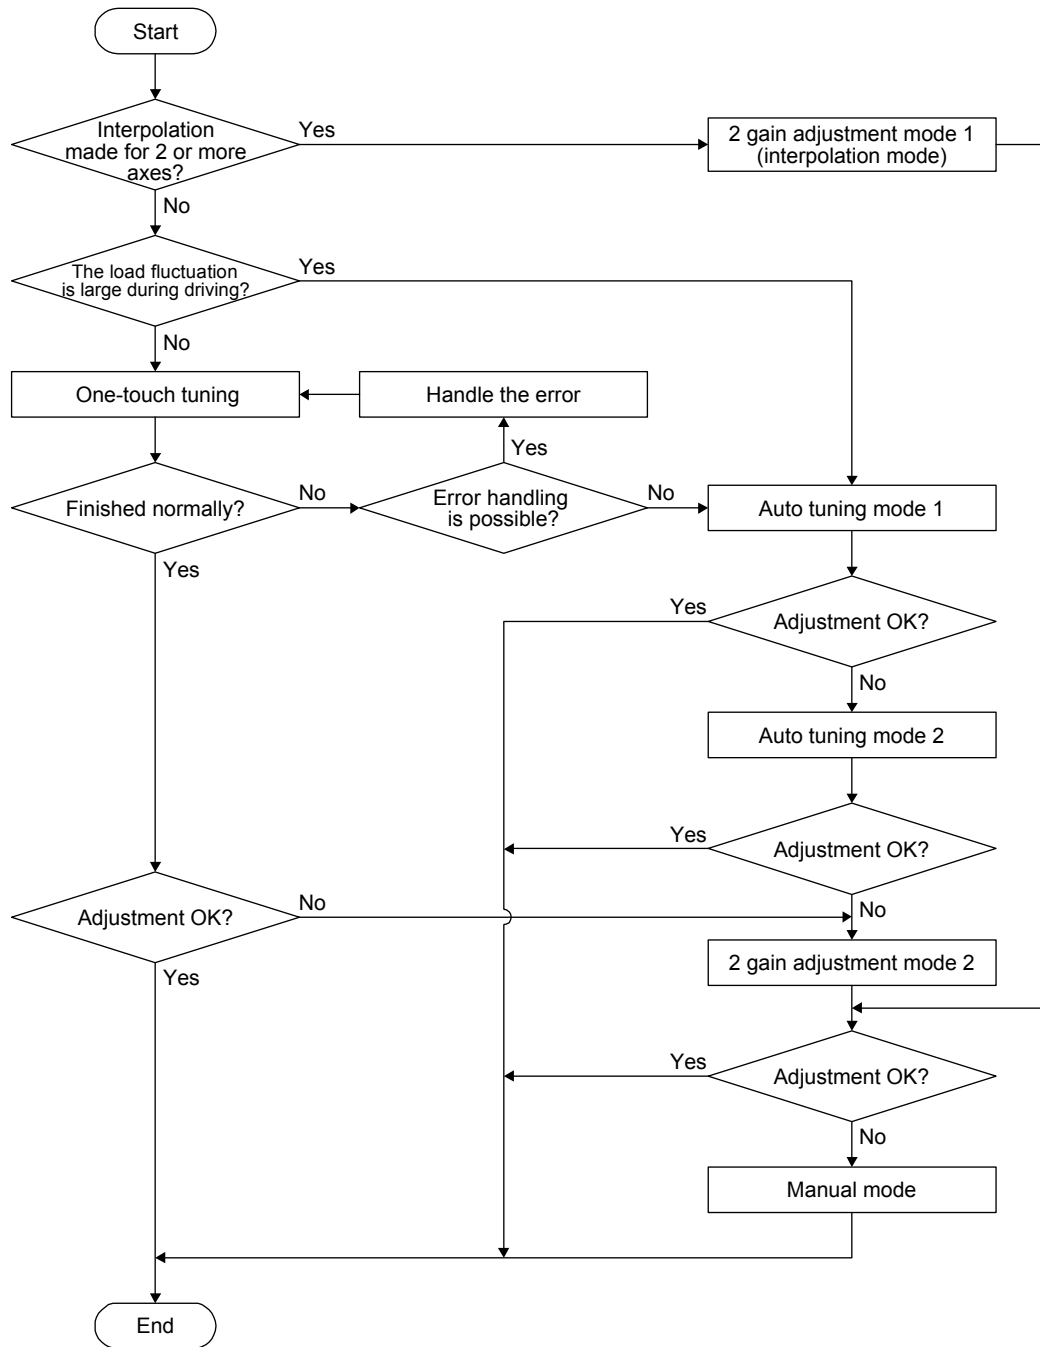 Start
Interpolation
made for 2 or more
axes?
Yes
2 gain adjustment mode 1
(interpolation mode)
No
The load fluctuation
is large during driving?
Yes
No
One-touch tuning
Handle the error
Yes
Finished normally?
No
Error handling
is possible?
No
Auto tuning mode 1
Yes
Yes
Adjustment OK?
No
Auto tuning mode 2
Yes
Adjustment OK?
No
Adjustment OK?
No
Yes
2 gain adjustment mode 2
Yes
Adjustment OK?
No
Manual mode
End